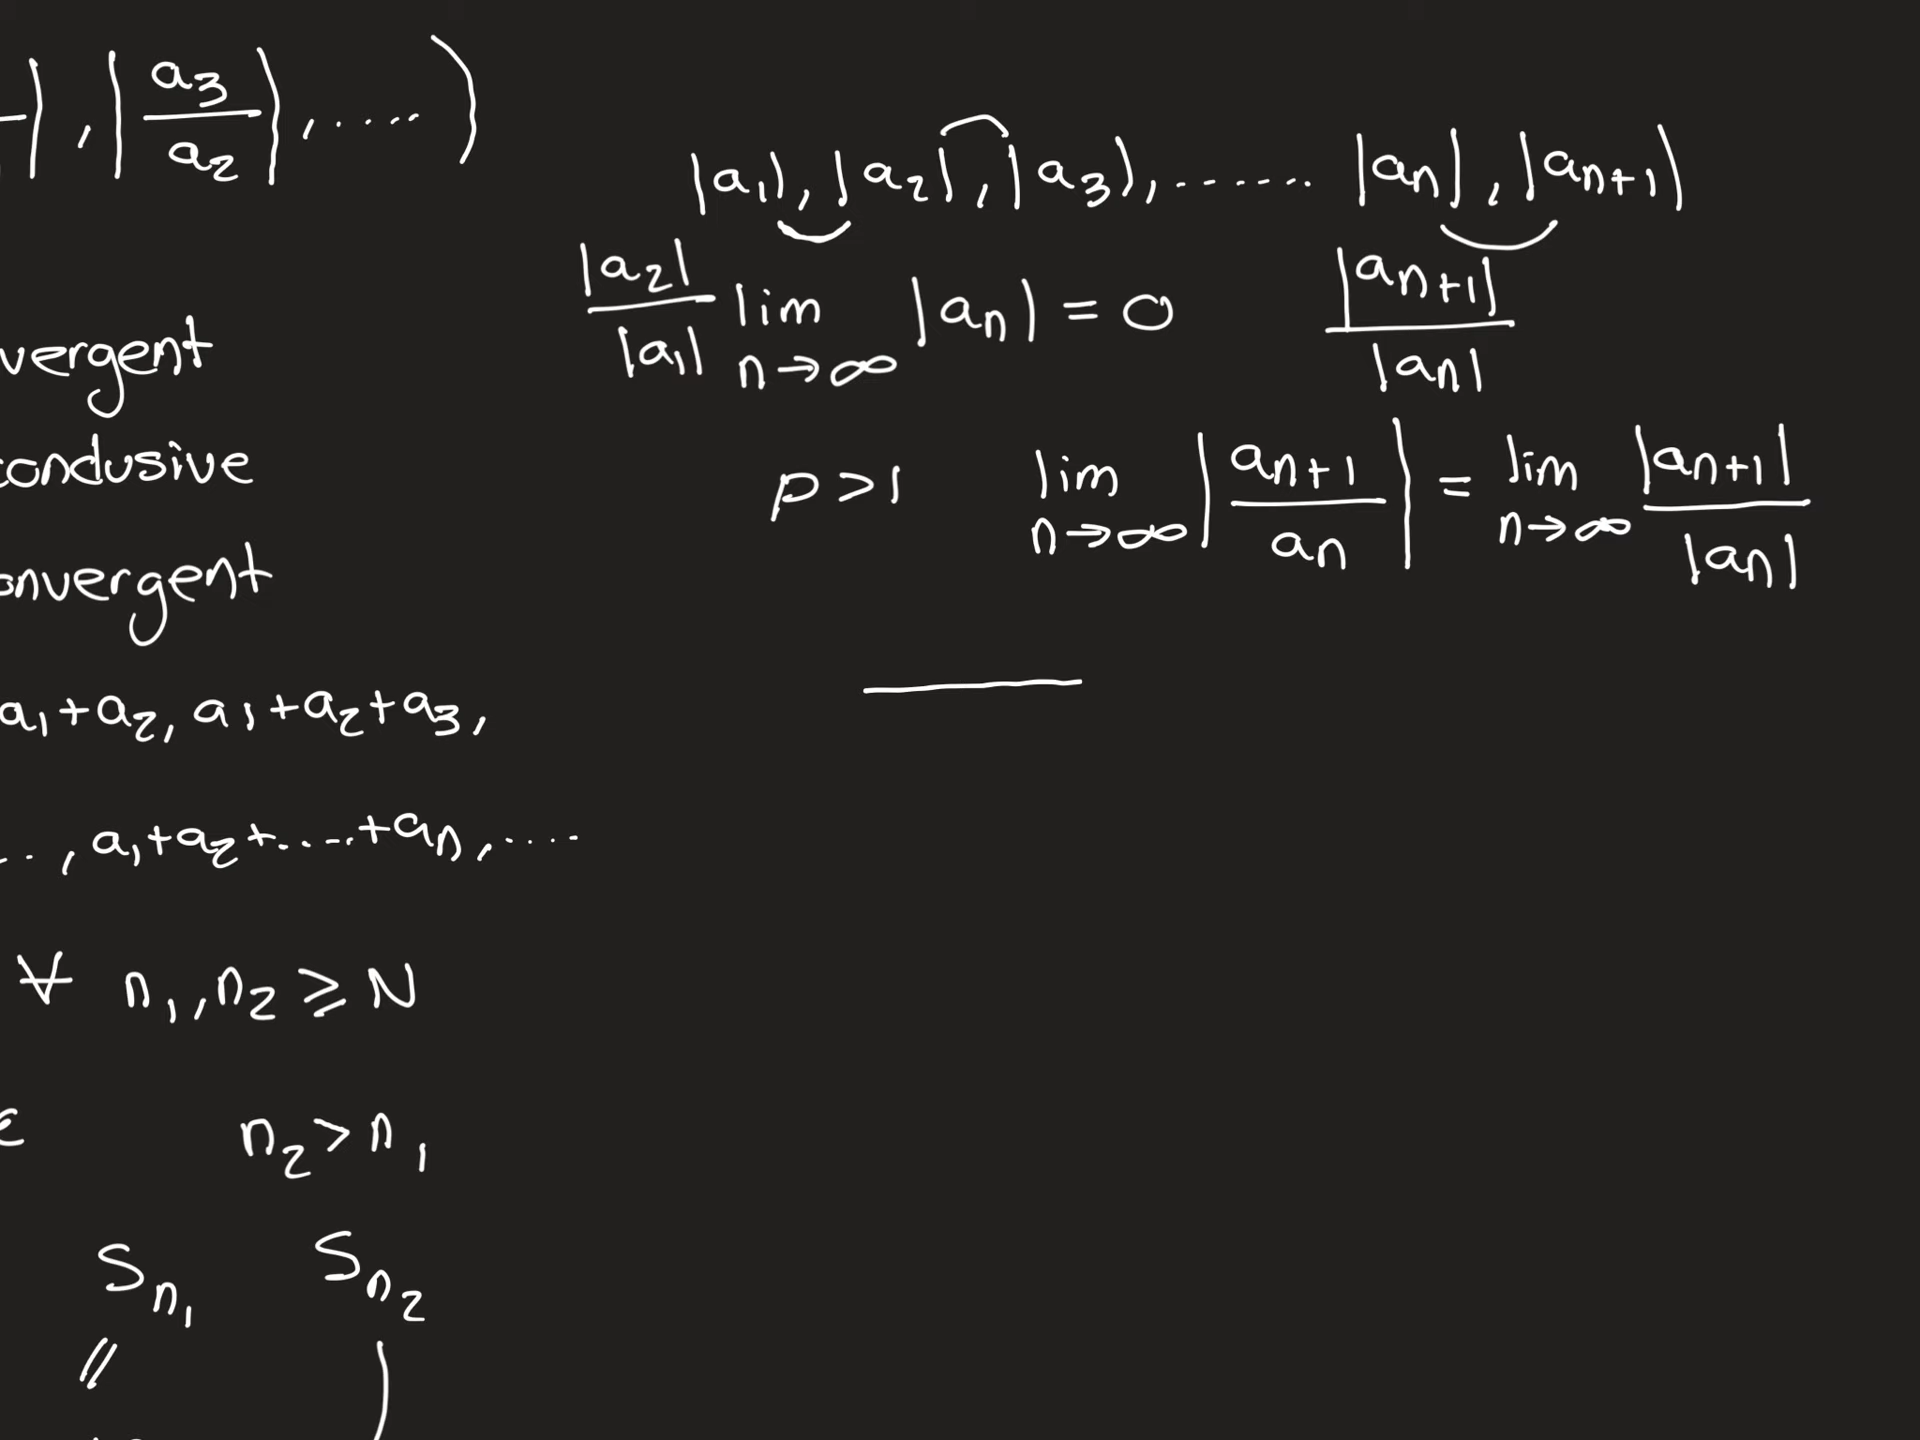 |, |a3/a2|, .....)
|a1|, |a2|, |a3|, ....... |an|, |an+1|
|a2|/|a1| lim n→∞ |an| = 0 |an+1|/|an|
vergent
p>1 lim n→∞ |an+1/an| = lim n→∞ |an+1|/|an|
conclusive
onvergent
a1+a2, a1+a2+a3,
.., a1+a2+.....+an, ....
∀ n1, n2 ≥ N
ε n2 > n1
Sn1 Sn2